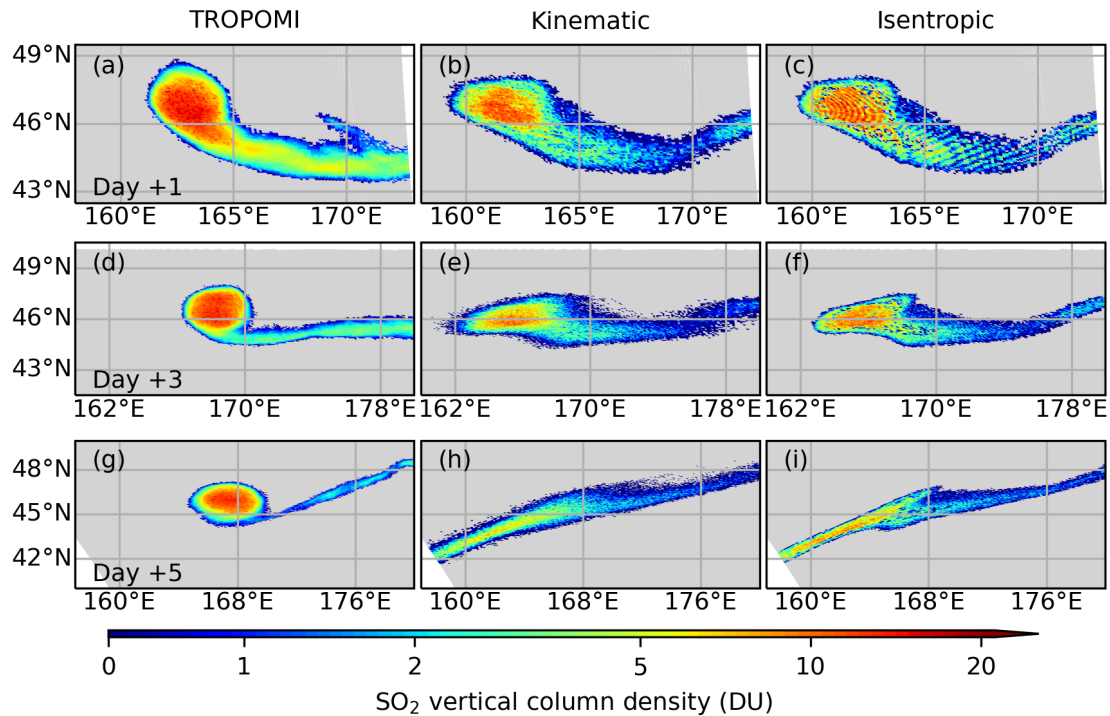 TROPOMI Kinematic Isentropic
49°N (a) (b) (c)
46°N
43°N Day +1
160°E 165°E 170°E 160°E 165°E 170°E 160°E 165°E 170°E
49°N (d) (e) (f)
46°N
43°N
Day +3
162°E 170°E 178°E 162°E 170°E 178°E 162°E 170°E 178°E
48°N (g) (h) (i)
45°N
42°N
Day +5
160°E 168°E 176°E 160°E 168°E 176°E 160°E 168°E 176°E
0 1 2 5 10 20
SO₂ vertical column density (DU)